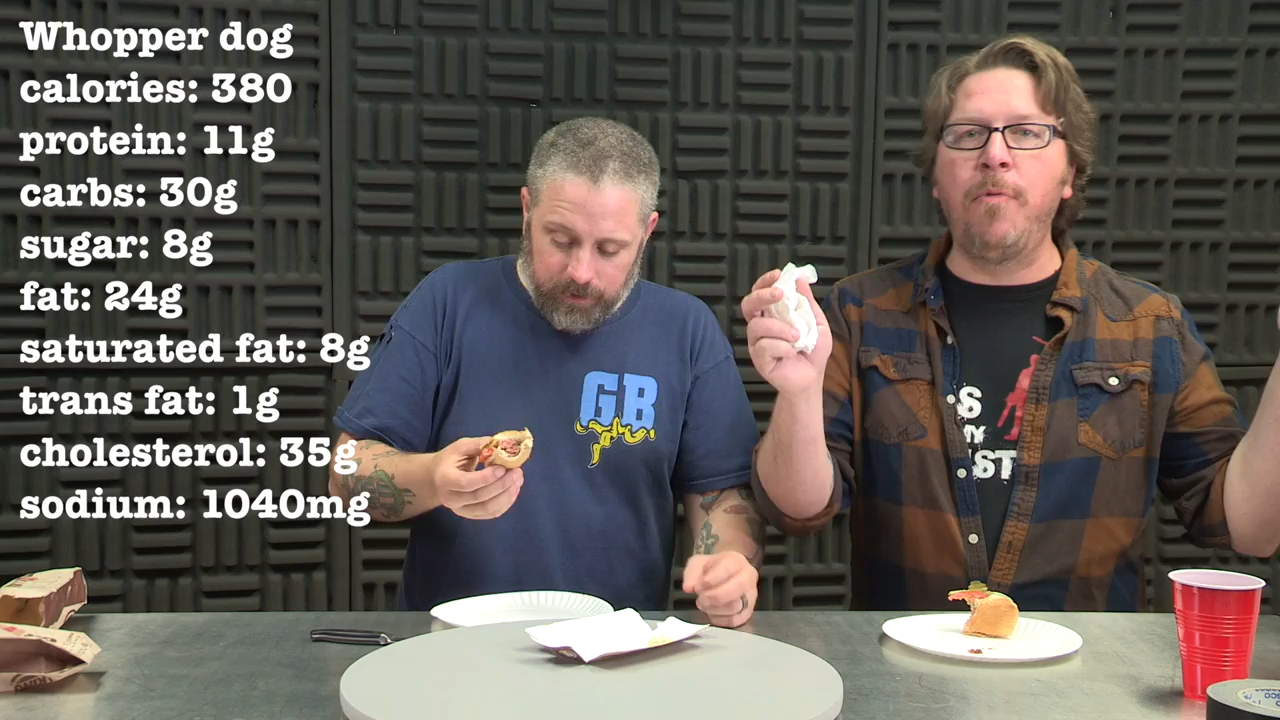 Whopper dog
calories: 380
protein: 11g
carbs: 30g
sugar: 8g
fat: 24g
saturated fat: 8g
trans fat: 1g
cholesterol: 35g
sodium: 1040mg
GB